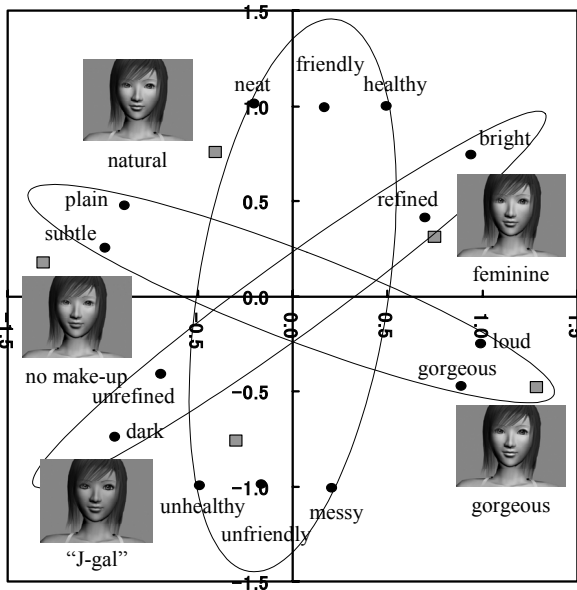 1.5
friendly
neat
healthy
1.0
natural
bright
0.5
plain
refined
subtle
feminine
0.0
-1.5
-0.5
0.0
0.5
1.0
1.5
loud
no make-up
gorgeous
unrefined
-0.5
dark
unhealthy
-1.0
messy
gorgeous
unfriendly
"J-gal"
-1.5